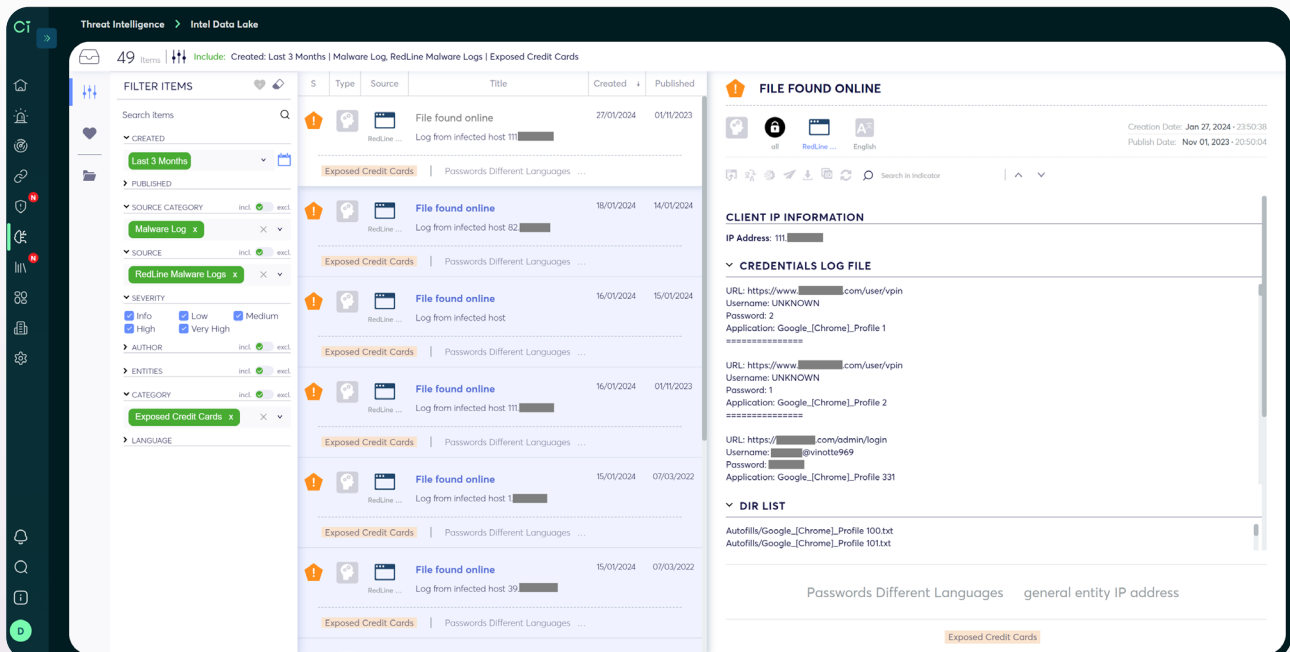 Ci
»
Threat Intelligence > Intel Data Lake
49 Items
Include: Created: Last 3 Months | Malware Log, RedLine Malware Logs | Exposed Credit Cards
N
N
D
FILTER ITEMS
Search items
CREATED
Last 3 Months
PUBLISHED
SOURCE CATEGORY incl. excl.
Malware Log x
SOURCE incl. excl.
RedLine Malware Logs x
SEVERITY
Info Low Medium
High Very High
AUTHOR incl. excl.
ENTITIES incl. excl.
CATEGORY incl. excl.
Exposed Credit Cards x
LANGUAGE
S Type Source Title Created Published
File found online 27/01/2024 01/11/2023
RedLine ... Log from infected host 111.
Exposed Credit Cards | Passwords Different Languages ...
File found online 18/01/2024 14/01/2024
RedLine ... Log from infected host 82.
Exposed Credit Cards | Passwords Different Languages ...
File found online 16/01/2024 15/01/2024
RedLine ... Log from infected host
Exposed Credit Cards | Passwords Different Languages ...
File found online 16/01/2024 01/11/2023
RedLine ... Log from infected host 111.
Exposed Credit Cards | Passwords Different Languages ...
File found online 15/01/2024 07/03/2022
RedLine ... Log from infected host 1.
Exposed Credit Cards | Passwords Different Languages ...
File found online 15/01/2024 07/03/2022
RedLine ... Log from infected host 39.
Exposed Credit Cards | Passwords Different Languages ...
FILE FOUND ONLINE
all RedLine ... English
Creation Date: Jan 27, 2024 - 23:50:38
Publish Date: Nov 01, 2023 - 20:50:04
Search in Indicator
CLIENT IP INFORMATION
IP Address: 111.
CREDENTIALS LOG FILE
URL: https://www. .com/user/vpin
Username: UNKNOWN
Password: 2
Application: Google_[Chrome]_Profile 1
===============
URL: https://www. .com/user/vpin
Username: UNKNOWN
Password: 1
Application: Google_[Chrome]_Profile 2
===============
URL: https:// .com/admin/login
Username: @vinotte969
Password:
Application: Google_[Chrome]_Profile 331
DIR LIST
Autofills/Google_[Chrome]_Profile 100.txt
Autofills/Google_[Chrome]_Profile 101.txt
Passwords Different Languages general entity IP address
Exposed Credit Cards